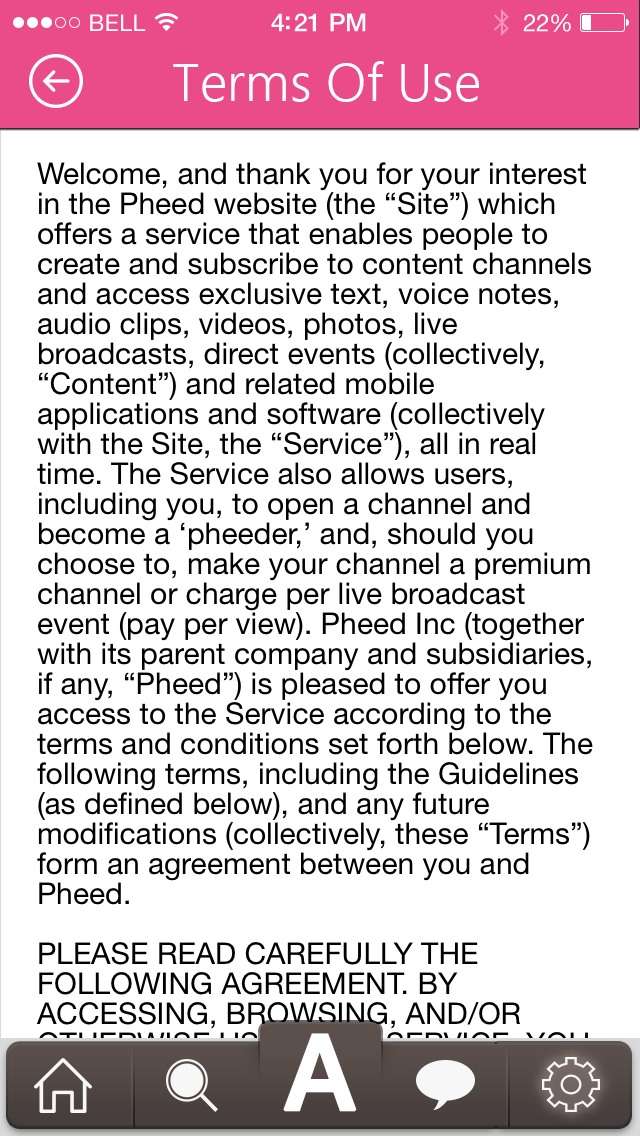 BELL 4:21 PM 22%
Terms Of Use
Welcome, and thank you for your interest
in the Pheed website (the “Site”) which
offers a service that enables people to
create and subscribe to content channels
and access exclusive text, voice notes,
audio clips, videos, photos, live
broadcasts, direct events (collectively,
“Content”) and related mobile
applications and software (collectively
with the Site, the “Service”), all in real
time. The Service also allows users,
including you, to open a channel and
become a ‘pheeder,’ and, should you
choose to, make your channel a premium
channel or charge per live broadcast
event (pay per view). Pheed Inc (together
with its parent company and subsidiaries,
if any, “Pheed”) is pleased to offer you
access to the Service according to the
terms and conditions set forth below. The
following terms, including the Guidelines
(as defined below), and any future
modifications (collectively, these “Terms”)
form an agreement between you and
Pheed.
PLEASE READ CAREFULLY THE
FOLLOWING AGREEMENT. BY
ACCESSING, BROWSING, AND/OR
OTHERWISE SERVICE, YOU
A